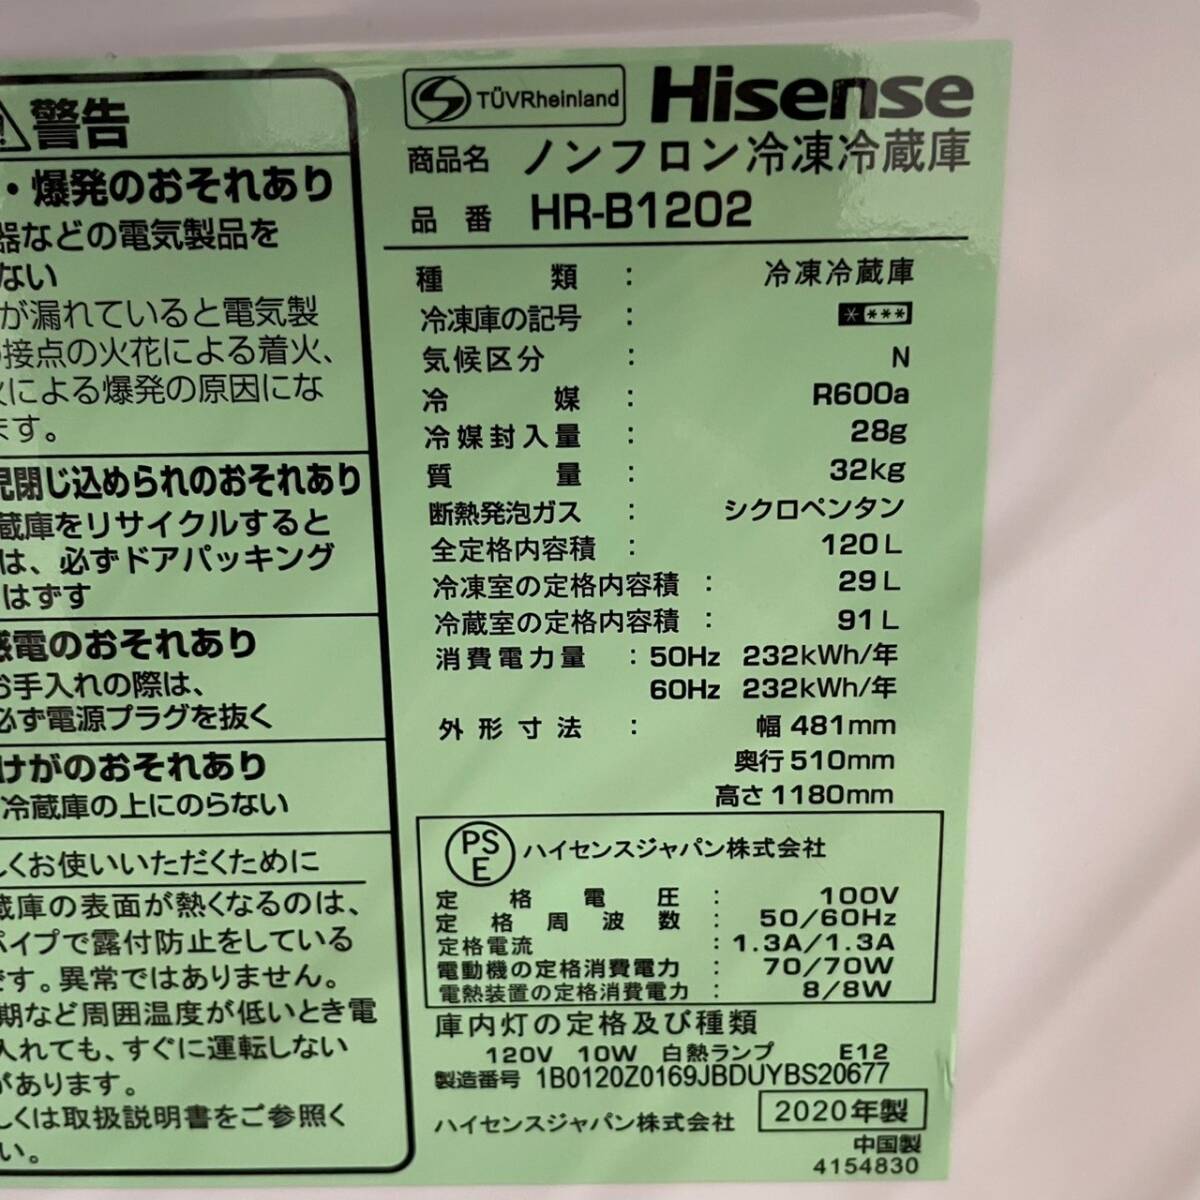 警告
・爆発のおそれあり
器などの電気製品を
ない
が漏れていると電気製
接点の火花による着火、
火による爆発の原因にな
ます。
児閉じ込められのおそれあり
蔵庫をリサイクルすると
は、必ずドアパッキング
はずす
感電のおそれあり
お手入れの際は、
必ず電源プラグを抜く
けがのおそれあり
冷蔵庫の上にのらない
しくお使いいただくために
蔵庫の表面が熱くなるのは、
パイプで露付防止をしている
です。異常ではありません。
期など周囲温度が低いとき電
入れても、すぐに運転しない
があります。
しくは取扱説明書をご参照く
い。
TÜVRheinland Hisense
商品名 ノンフロン冷凍冷蔵庫
品番 HR-B1202
種類 : 冷凍冷蔵庫
冷凍庫の記号 : ****
気候区分 : N
冷媒 : R600a
冷媒封入量 : 28g
質量 : 32kg
断熱発泡ガス : シクロペンタン
全定格内容積 : 120L
冷凍室の定格内容積 : 29L
冷蔵室の定格内容積 : 91L
消費電力量 : 50Hz 232kWh/年
60Hz 232kWh/年
外形寸法 : 幅 481mm
奥行 510mm
高さ 1180mm
PSE ハイセンスジャパン株式会社
定格電圧 : 100V
定格周波数 : 50/60Hz
定格電流 : 1.3A/1.3A
電動機の定格消費電力 : 70/70W
電熱装置の定格消費電力 : 8/8W
庫内灯の定格及び種類
120V 10W 白熱ランプ E12
製造番号 1B0120Z0169JBDUYBS20677
ハイセンスジャパン株式会社 2020年製
中国製
4154830